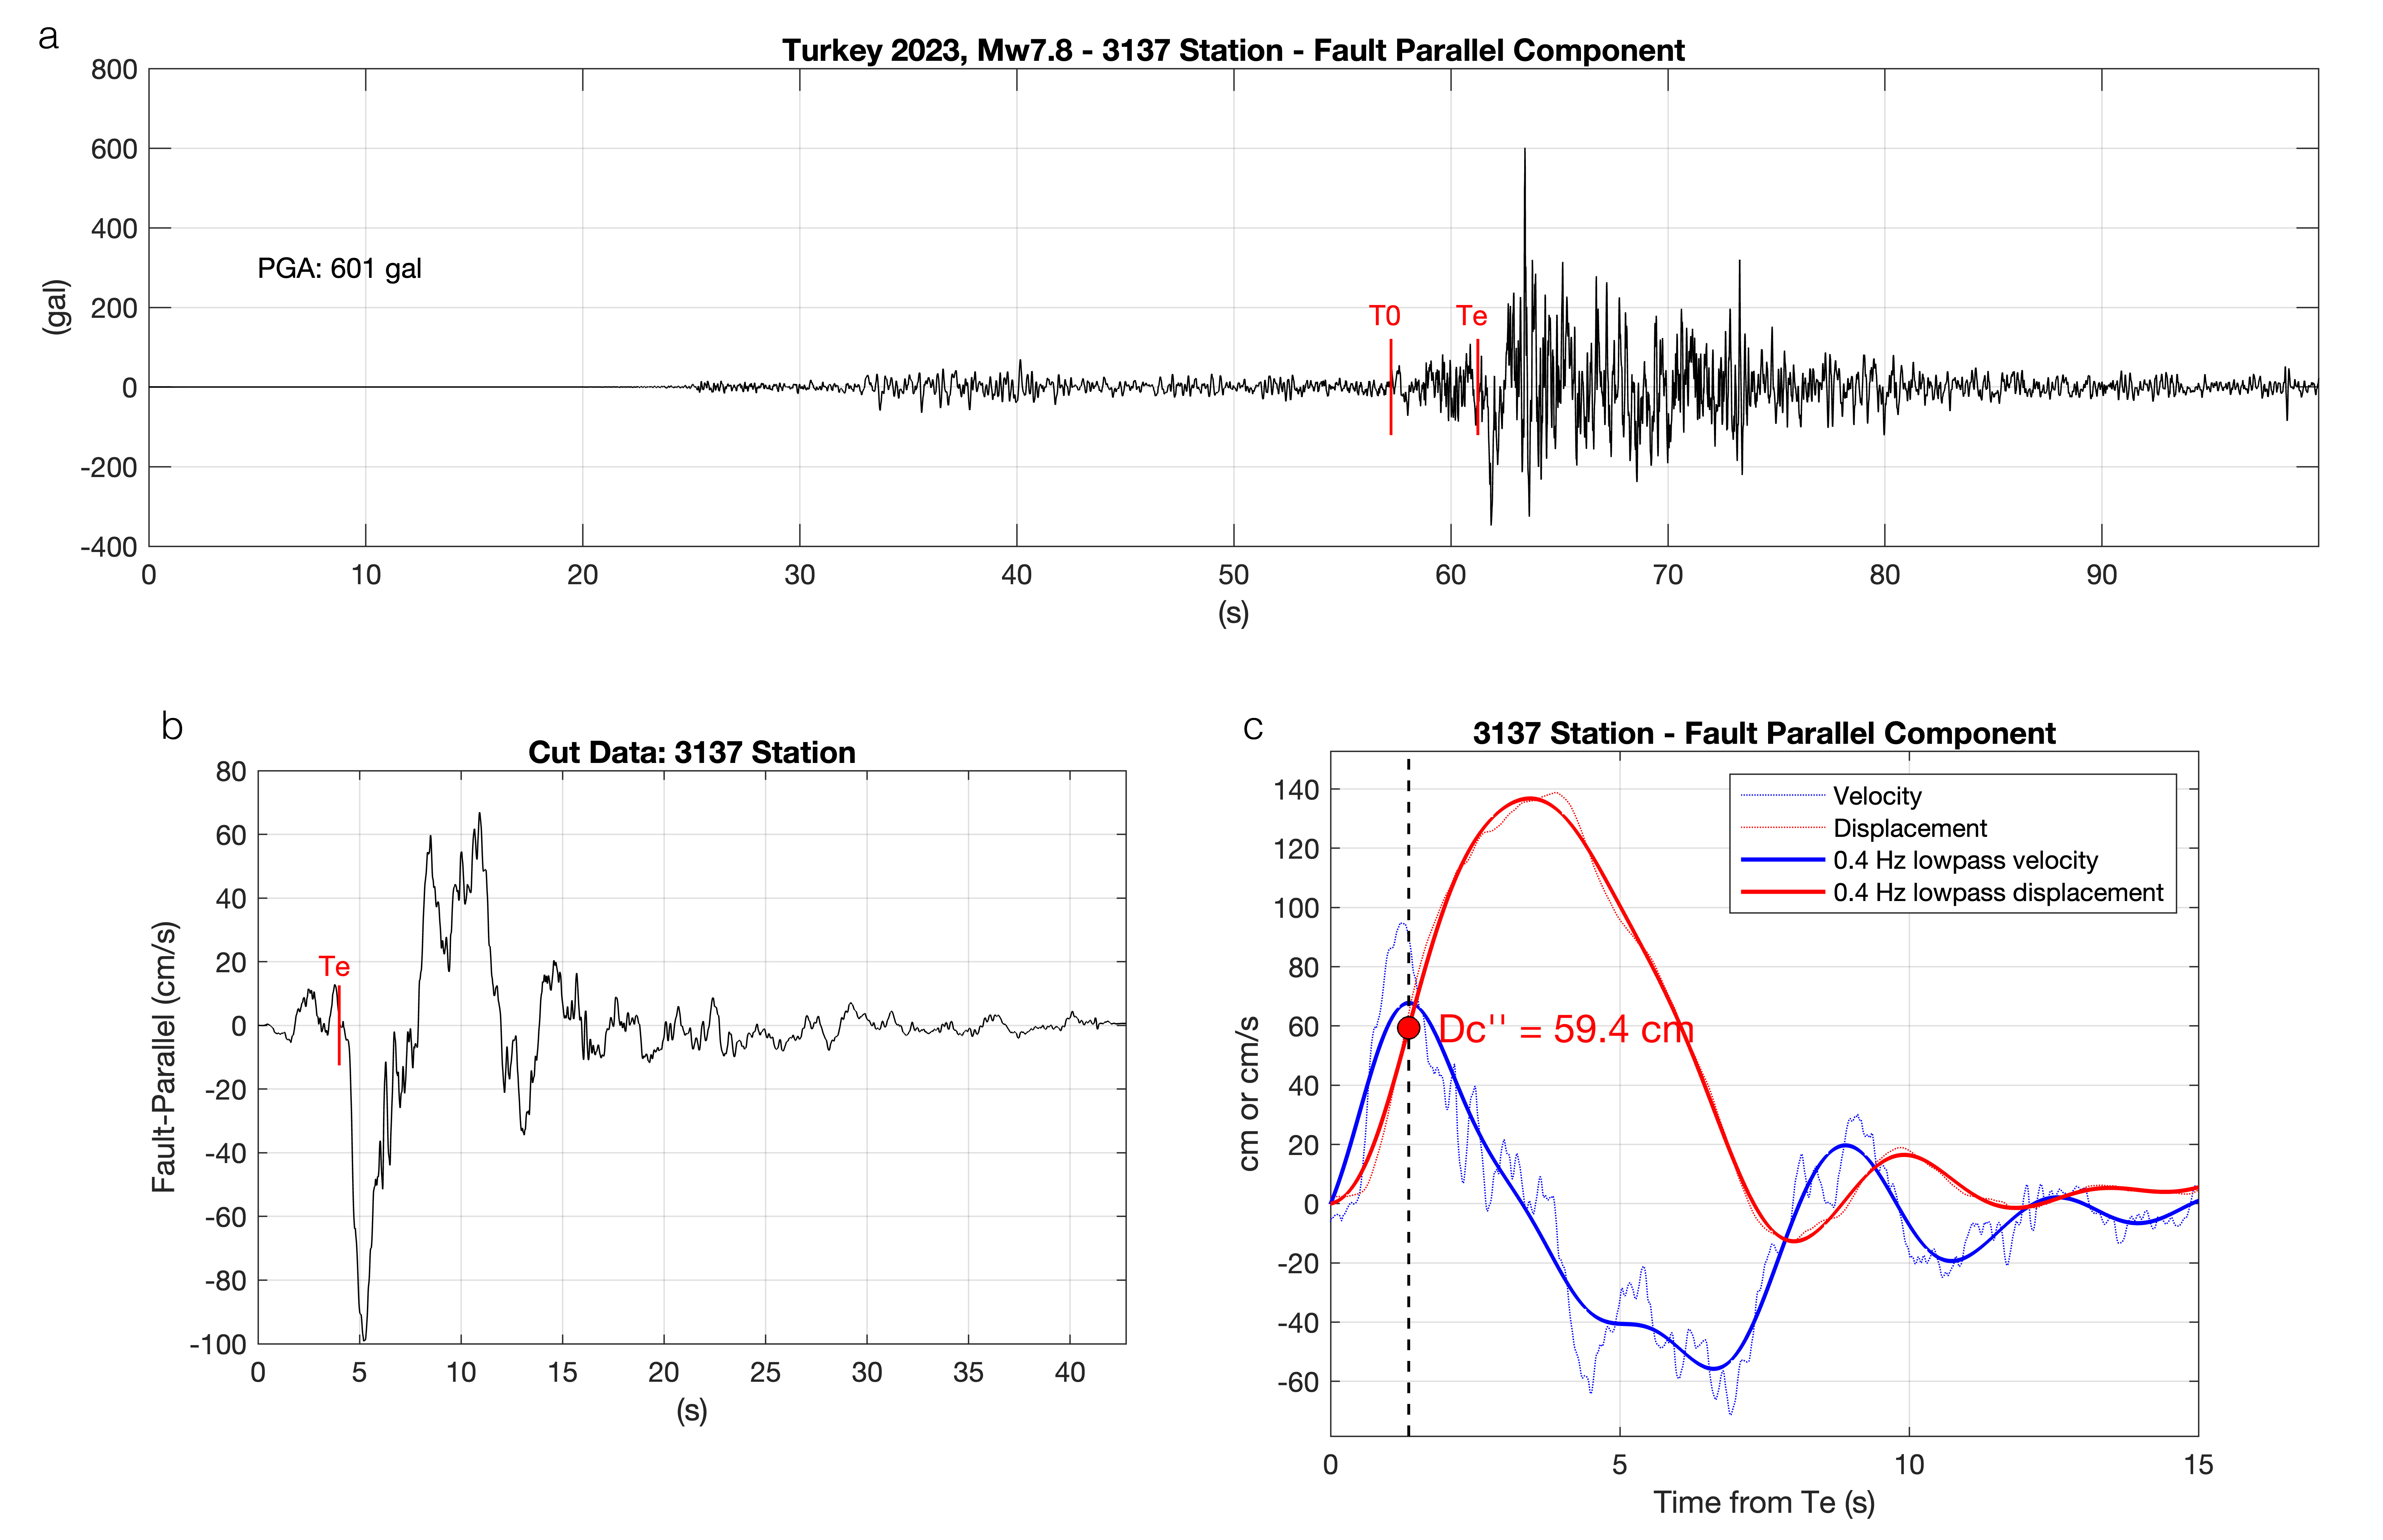 a
Turkey 2023, Mw7.8 - 3137 Station - Fault Parallel Component
800
600
400
200
0
-200
-400
(gal)
PGA: 601 gal
T0
Te
0 10 20 30 40 50 60 70 80 90
(s)
b
Cut Data: 3137 Station
80
60
40
20
0
-20
-40
-60
-80
-100
Fault-Parallel (cm/s)
Te
0 5 10 15 20 25 30 35 40
(s)
c
3137 Station - Fault Parallel Component
140
120
100
80
60
40
20
0
-20
-40
-60
cm or cm/s
Velocity
Displacement
0.4 Hz lowpass velocity
0.4 Hz lowpass displacement
Dc'' = 59.4 cm
0 5 10 15
Time from Te (s)